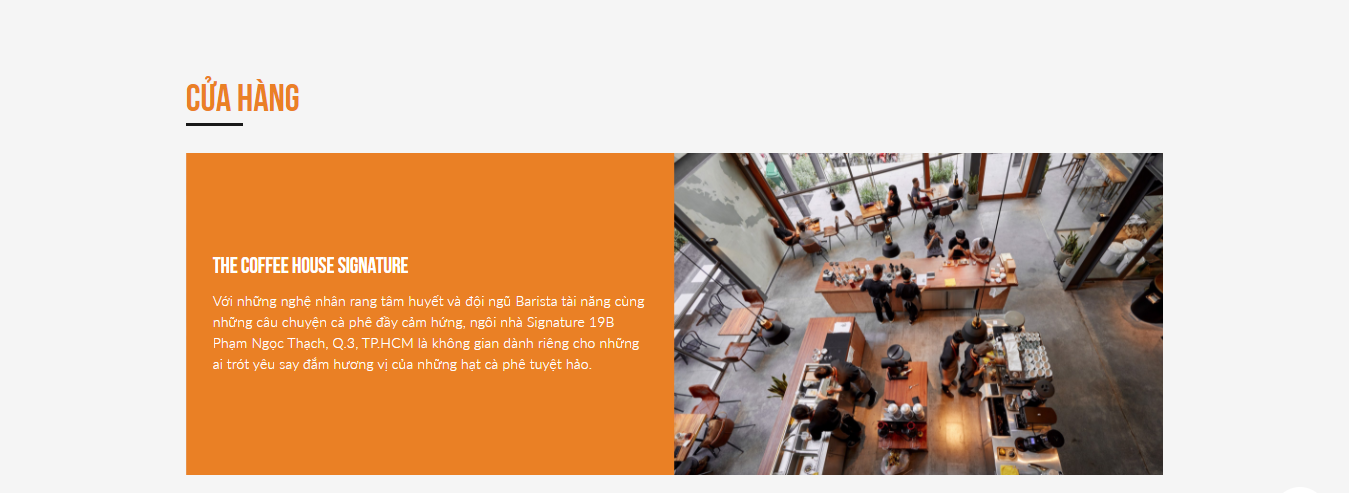 CỬA HÀNG
THE COFFEE HOUSE SIGNATURE
Với những nghệ nhân rang tâm huyết và đội ngũ Barista tài năng cùng
những câu chuyện cà phê đầy cảm hứng, ngôi nhà Signature 19B
Phạm Ngọc Thạch, Q.3, TP.HCM là không gian dành riêng cho những
ai trót yêu say đắm hương vị của những hạt cà phê tuyệt hảo.